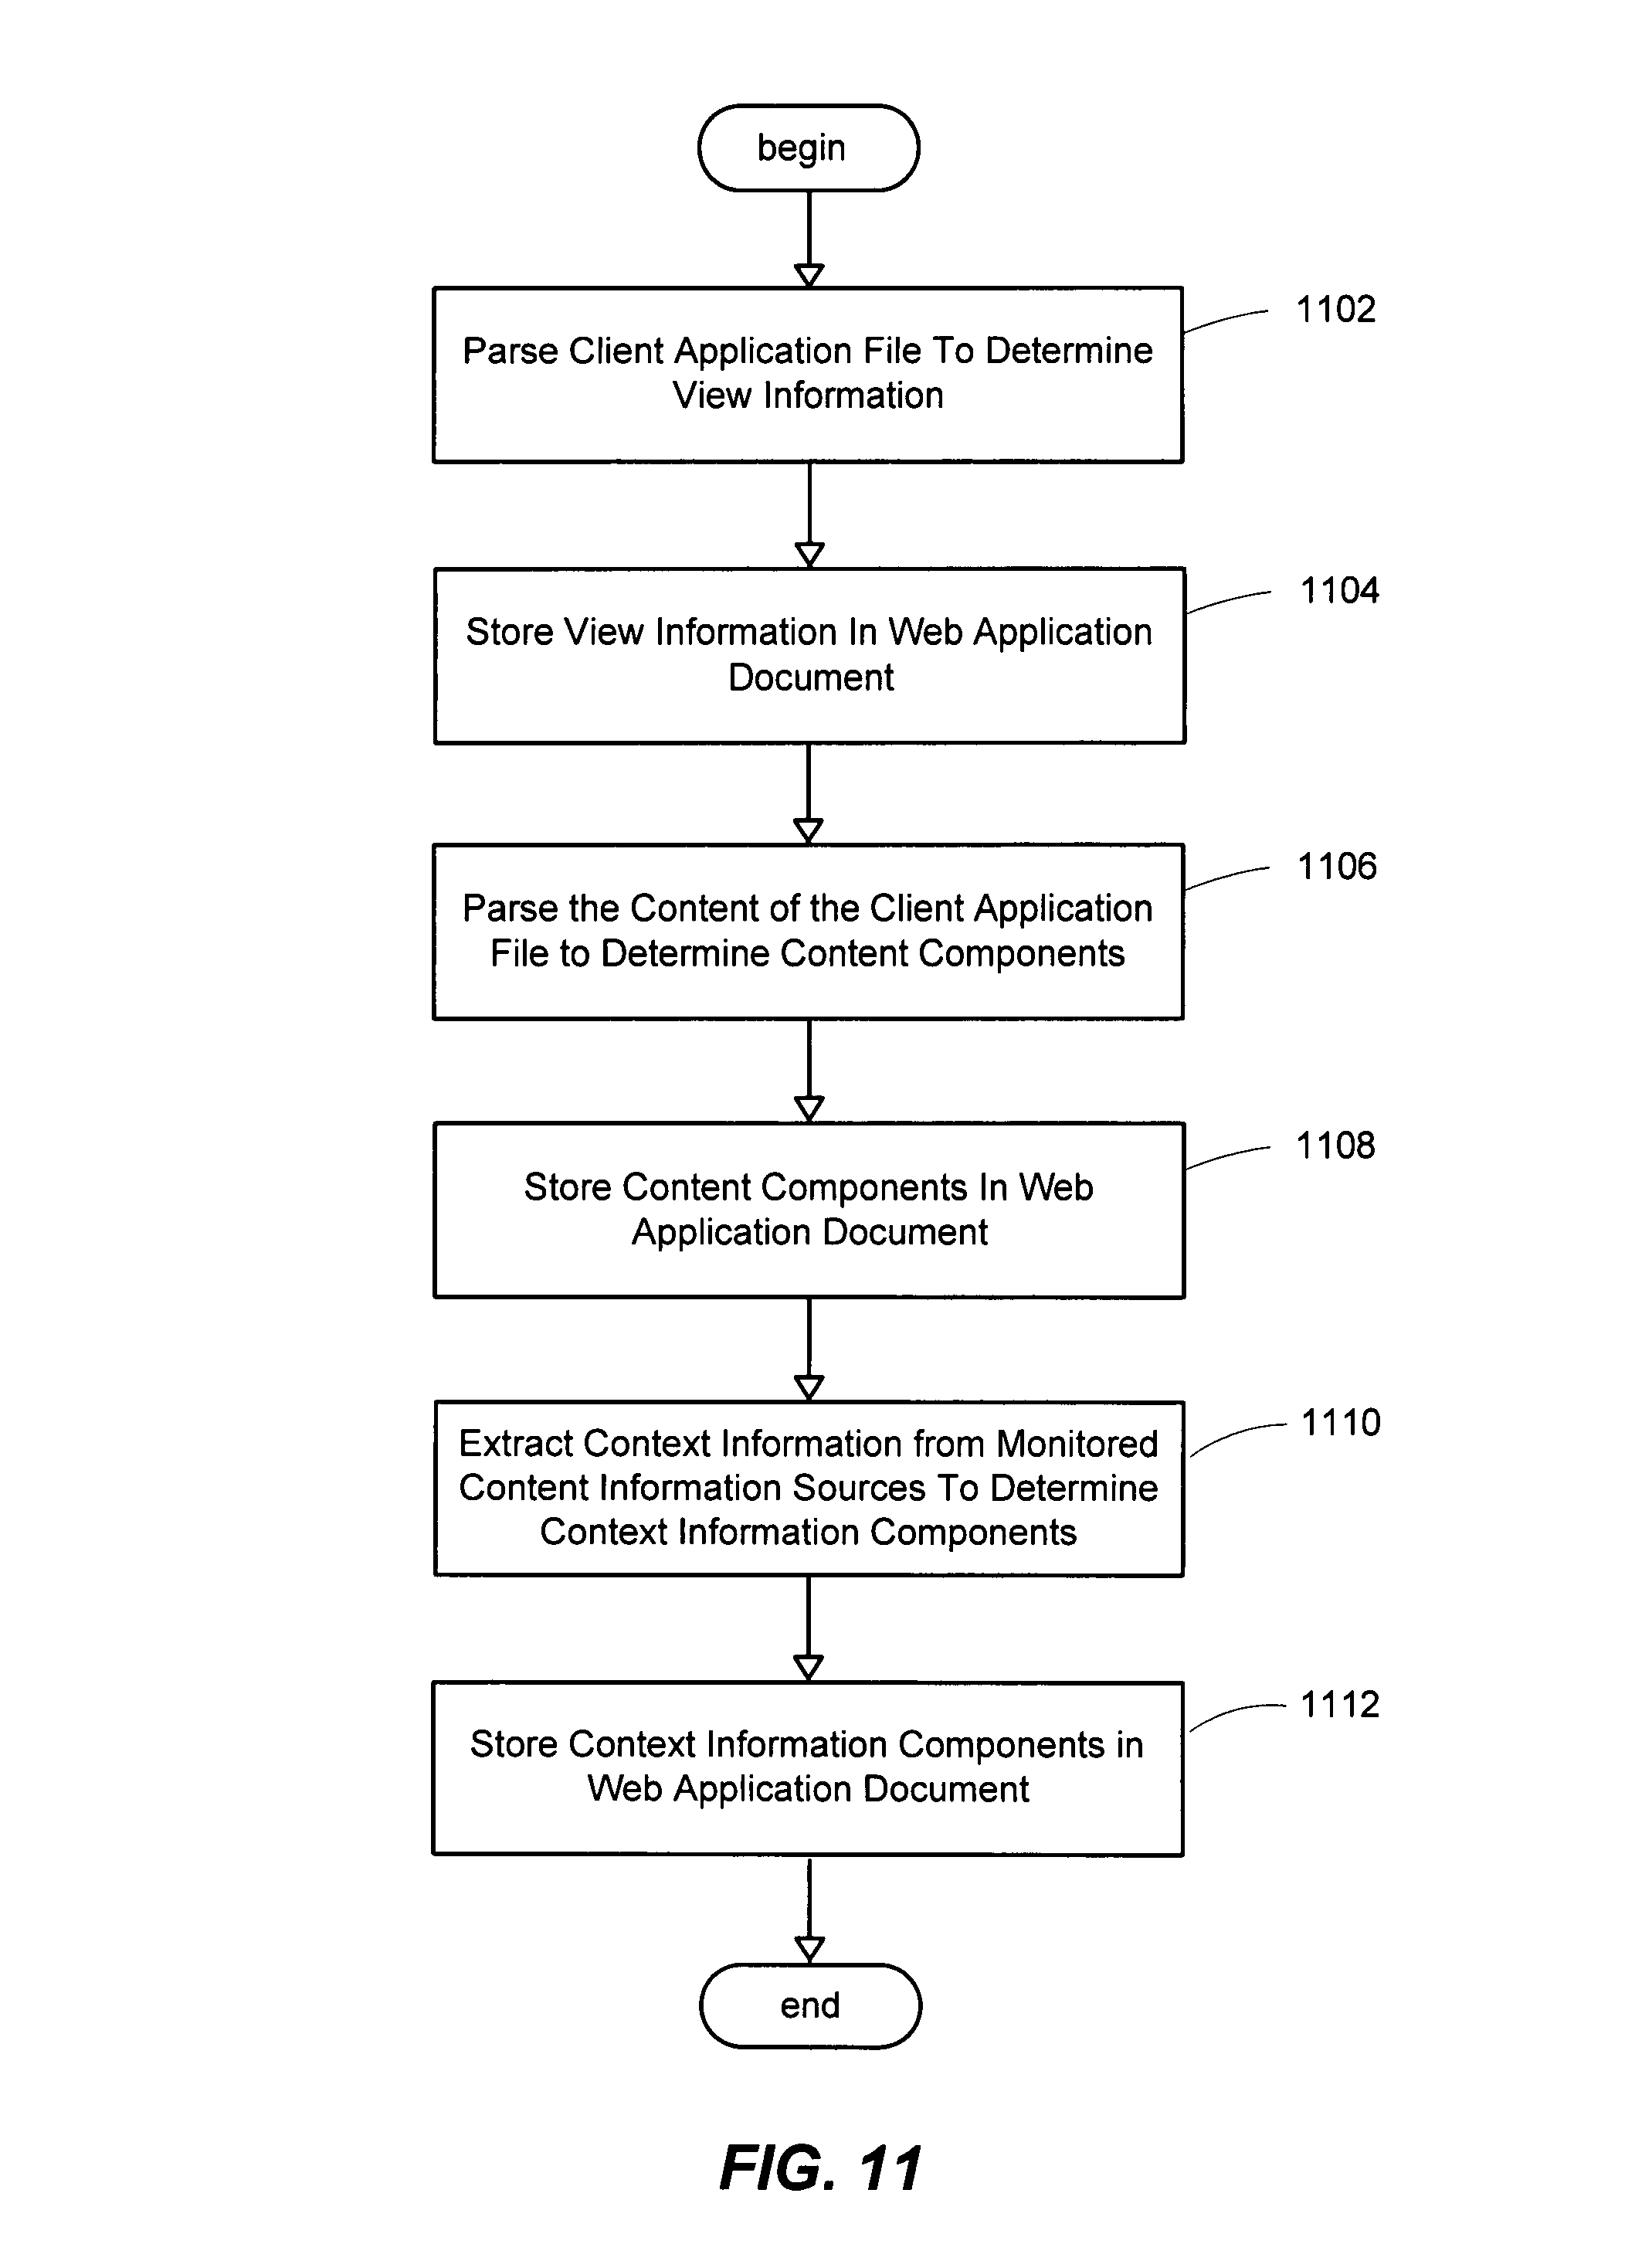 begin
1102
Parse Client Application File To Determine
View Information
1104
Store View Information In Web Application
Document
1106
Parse the Content of the Client Application
File to Determine Content Components
1108
Store Content Components In Web
Application Document
1110
Extract Context Information from Monitored
Content Information Sources To Determine
Context Information Components
1112
Store Context Information Components in
Web Application Document
end
FIG. 11